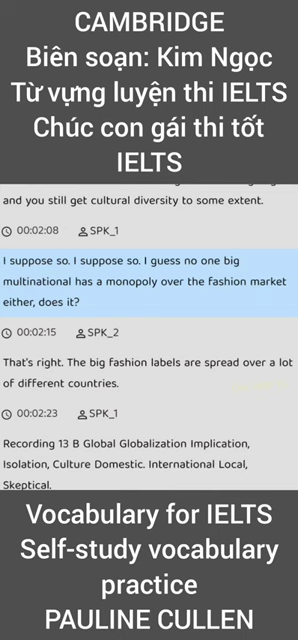 CAMBRIDGE
Biên soạn: Kim Ngọc
Từ vựng luyện thi IELTS
Chúc con gái thi tốt
IELTS
and you still get cultural diversity to some extent.
00:02:08 SPK_1
I suppose so. I suppose so. I guess no one big
multinational has a monopoly over the fashion market
either, does it?
00:02:15 SPK_2
That's right. The big fashion labels are spread over a lot
of different countries.
00:02:23 SPK_1
Recording 13 B Global Globalization Implication,
Isolation, Culture Domestic. International Local,
Skeptical.
Vocabulary for IELTS
Self-study vocabulary
practice
PAULINE CULLEN